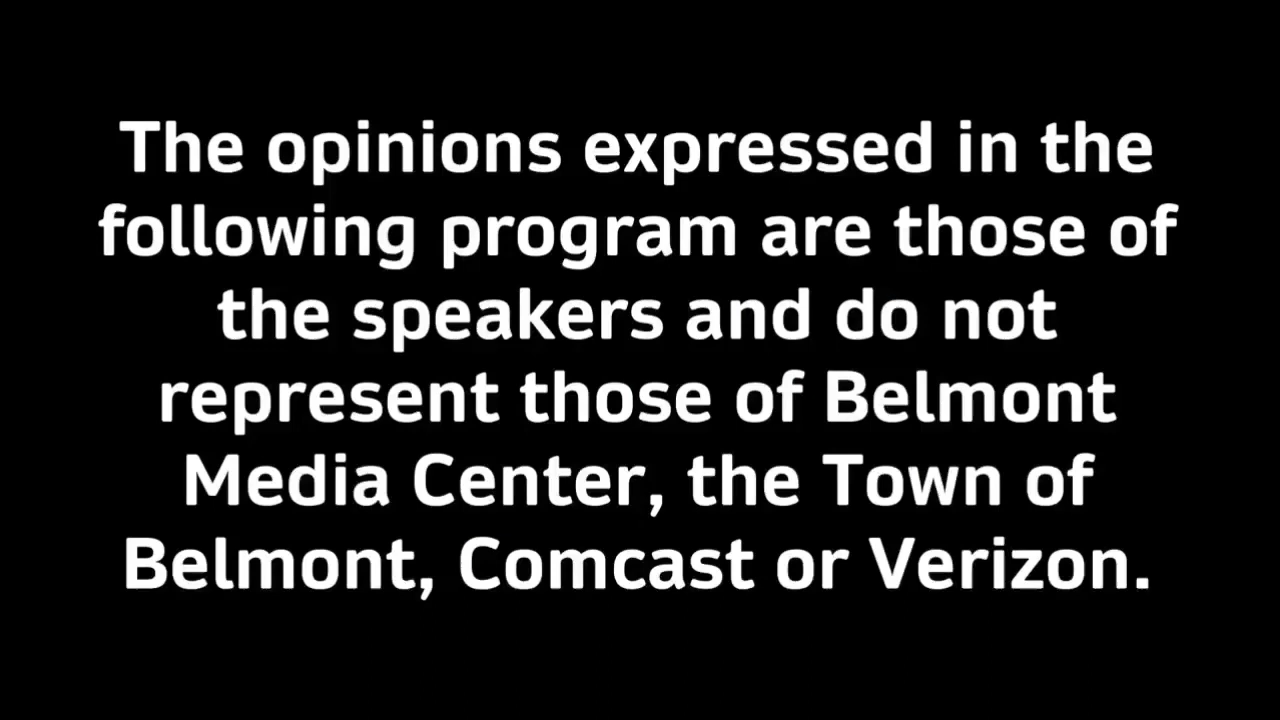 The opinions expressed in the
following program are those of
the speakers and do not
represent those of Belmont
Media Center, the Town of
Belmont, Comcast or Verizon.